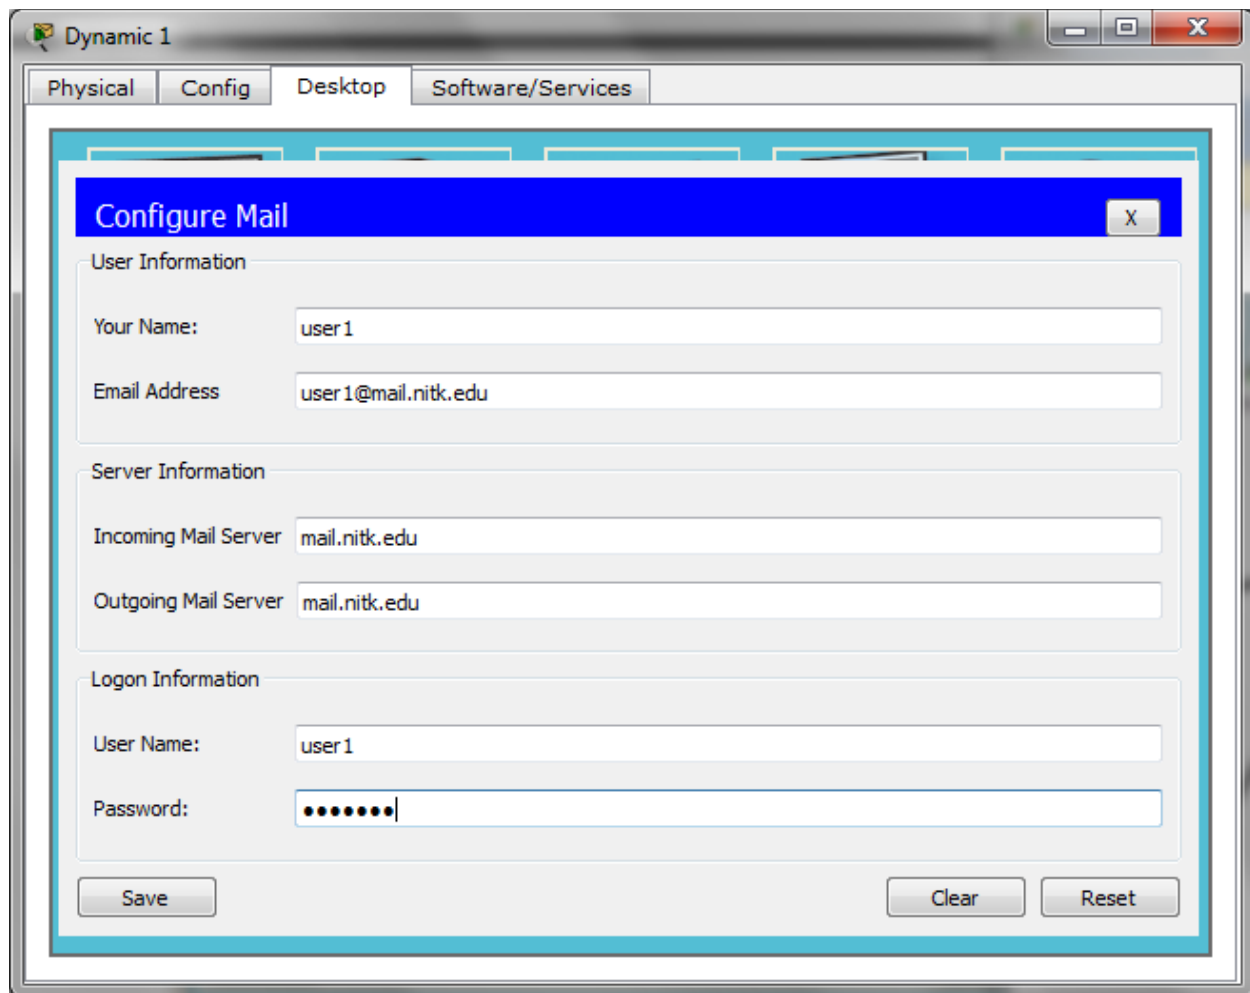 Dynamic 1
X
Physical Config Desktop Software/Services
Configure Mail
X
User Information
Your Name: user1
Email Address user1@mail.nitk.edu
Server Information
Incoming Mail Server mail.nitk.edu
Outgoing Mail Server mail.nitk.edu
Logon Information
User Name: user1
Password: •••••••
Save Clear Reset